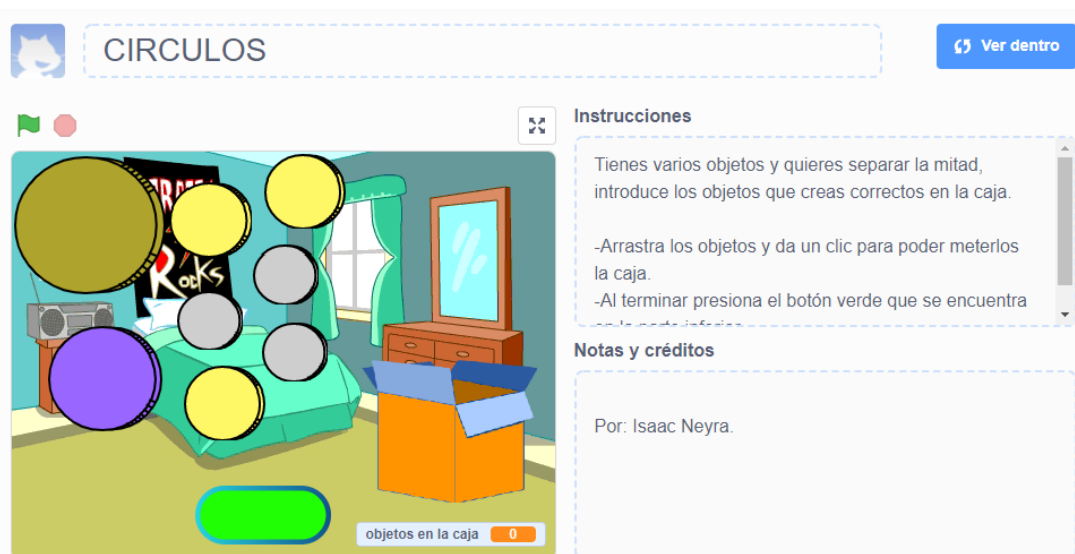 CIRCULOS
Ver dentro
Instrucciones
Tienes varios objetos y quieres separar la mitad,
introduce los objetos que creas correctos en la caja.
-Arrastra los objetos y da un clic para poder meterlos
la caja.
-Al terminar presiona el botón verde que se encuentra
Rocks
objetos en la caja 0
Notas y créditos
Por: Isaac Neyra.